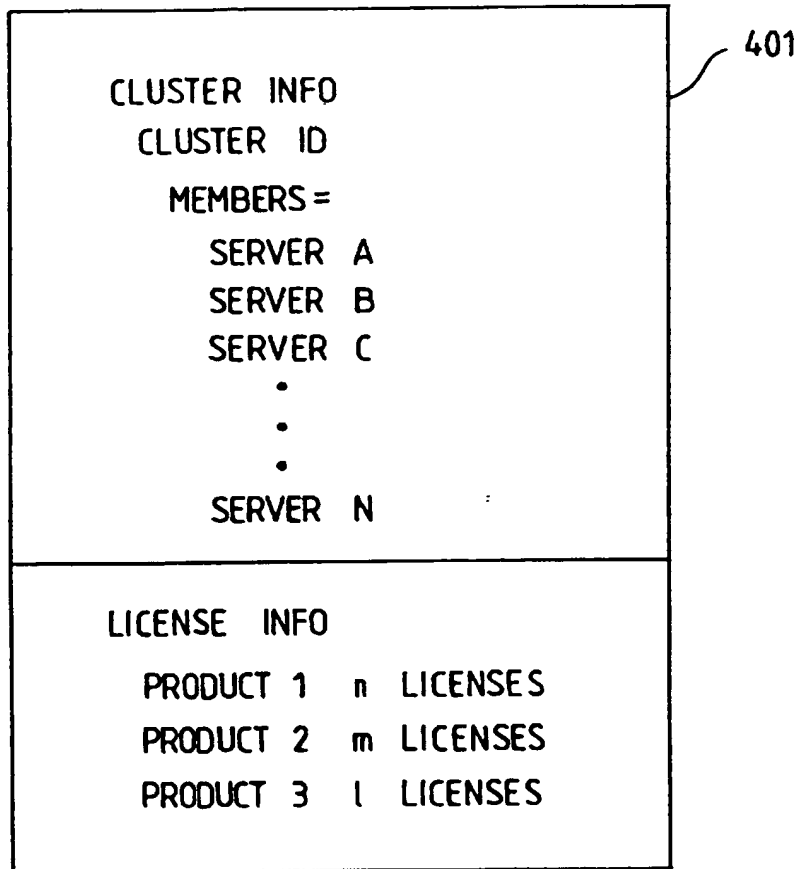 401
CLUSTER INFO
CLUSTER ID
MEMBERS=
SERVER A
SERVER B
SERVER C
SERVER N
LICENSE INFO
PRODUCT 1 n LICENSES
PRODUCT 2 m LICENSES
PRODUCT 3 l LICENSES